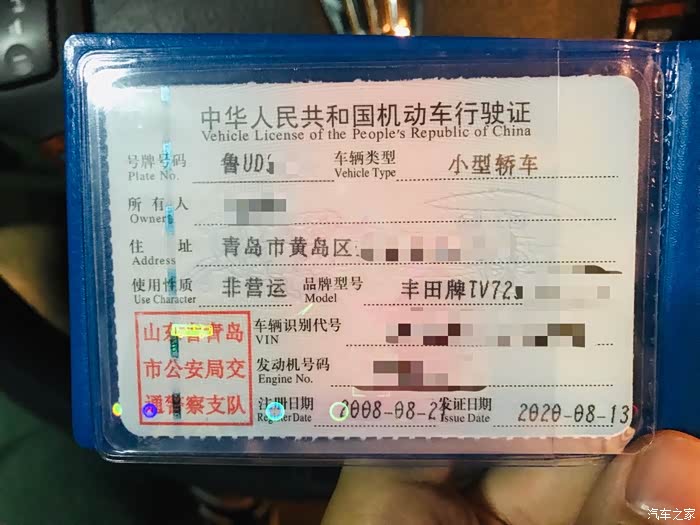 中华人民共和国机动车行驶证
Vehicle License of the People's Republic of China
号牌号码 鲁UD 车辆类型 小型轿车
Plate No. Vehicle Type
所有人
Owner
住址 青岛市黄岛区
Address
使用性质 非营运 品牌型号 丰田牌TV72
Use Character Model
山东省青岛
市公安局交
通警察支队
车辆识别代号
VIN
发动机号码
Engine No.
注册日期 2008-08-2 发证日期 2020-08-13
Register Date Issue Date
汽车之家